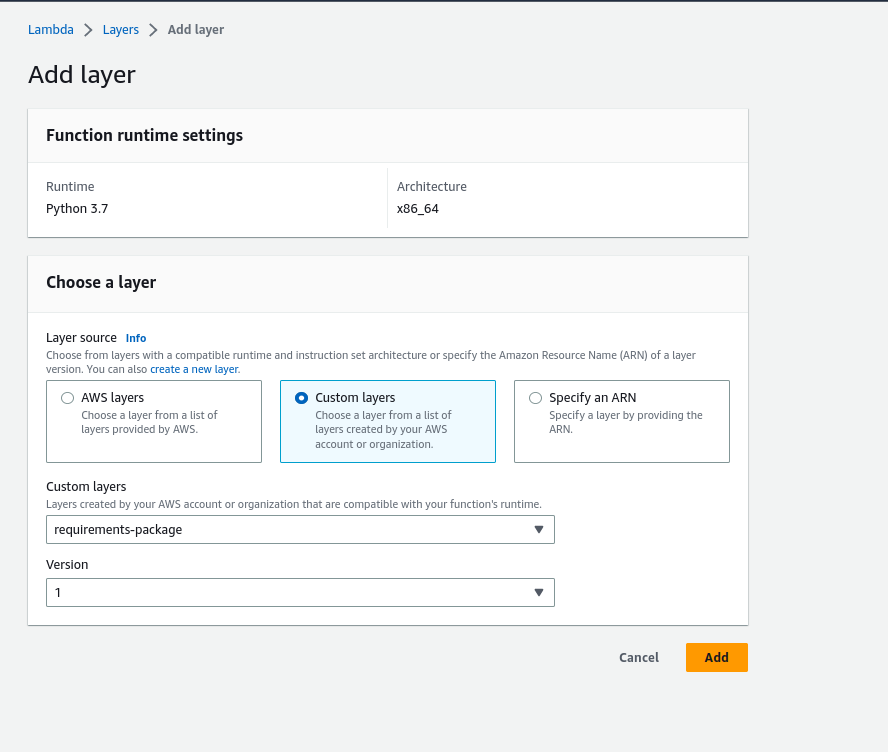 Lambda > Layers > Add layer
Add layer
Function runtime settings
Runtime
Python 3.7
Architecture
x86_64
Choose a layer
Layer source Info
Choose from layers with a compatible runtime and instruction set architecture or specify the Amazon Resource Name (ARN) of a layer
version. You can also create a new layer.
AWS layers
Choose a layer from a list of
layers provided by AWS.
Custom layers
Choose a layer from a list of
layers created by your AWS
account or organization.
Specify an ARN
Specify a layer by providing the
ARN.
Custom layers
Layers created by your AWS account or organization that are compatible with your function's runtime.
requirements-package
Version
1
Cancel
Add